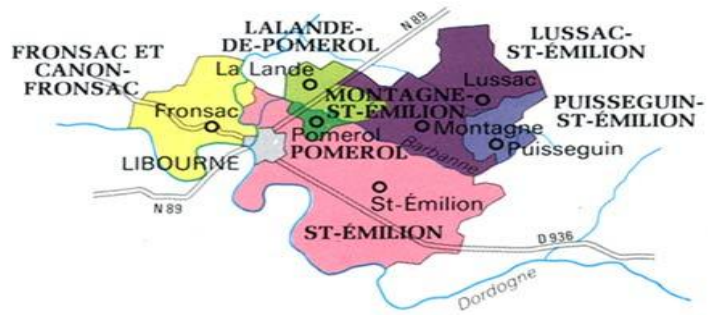 N 89
LALANDE-
DE-POMEROL
LUSSAC-
ST-ÉMILION
FRONSAC ET
CANON-
FRONSAC
La Lande
Lussac
MONTAGNE-
ST-ÉMILION
PUISSEGUIN-
ST-ÉMILION
Fronsac
Pomerol
Montagne
POMEROL
Barbanne
Puisseguin
LIBOURNE
N 89
St-Émilion
ST-ÉMILION
D 936
Dordogne